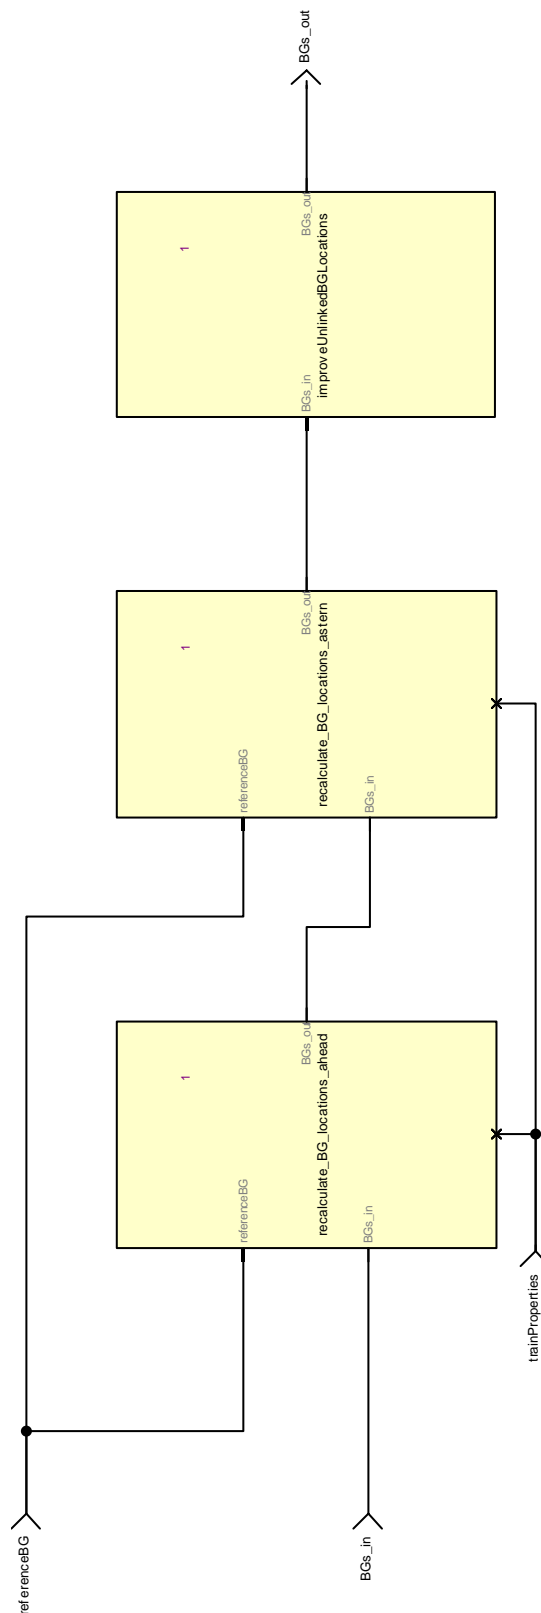 referenceBG
BGs_in
trainProperties
1
referenceBG
BGs_out
recalculate_BG_locations_ahead
BGs_in
1
referenceBG
BGs_out
recalculate_BG_locations_astern
BGs_in
1
BGs_in
BGs_out
improveUnlinkedBGLocations
BGs_out